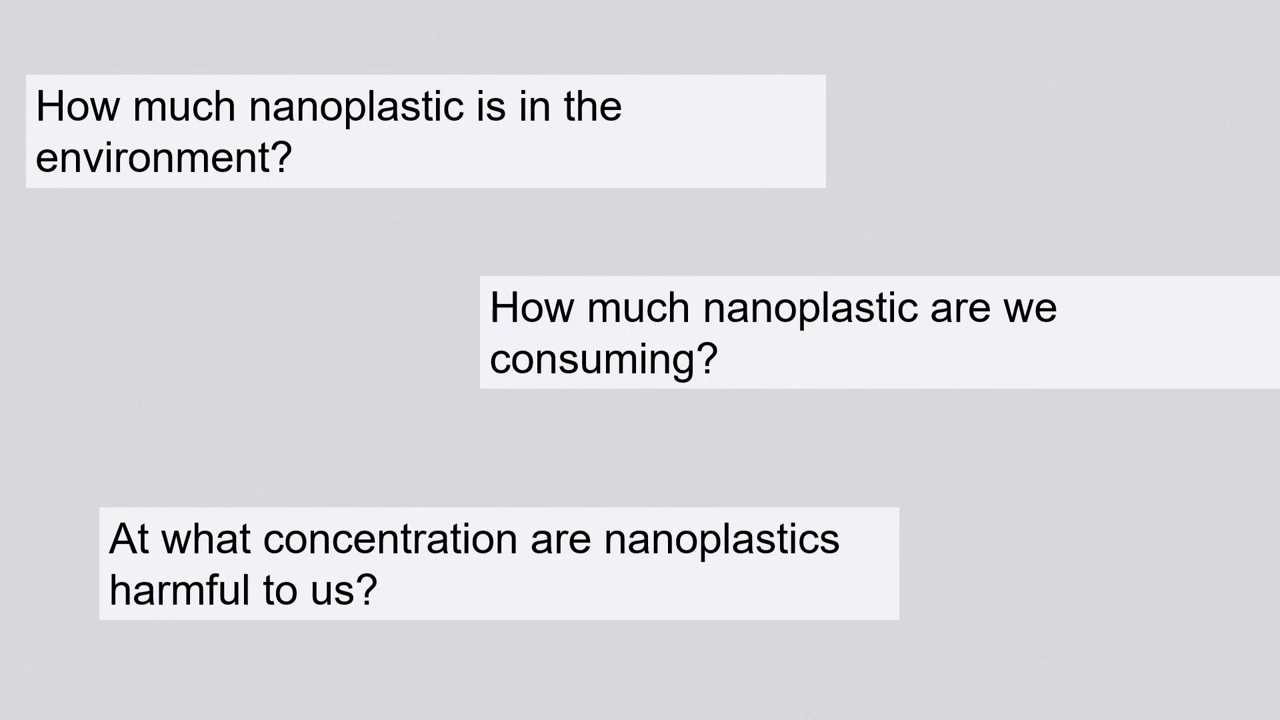 How much nanoplastic is in the
environment?
How much nanoplastic are we
consuming?
At what concentration are nanoplastics
harmful to us?